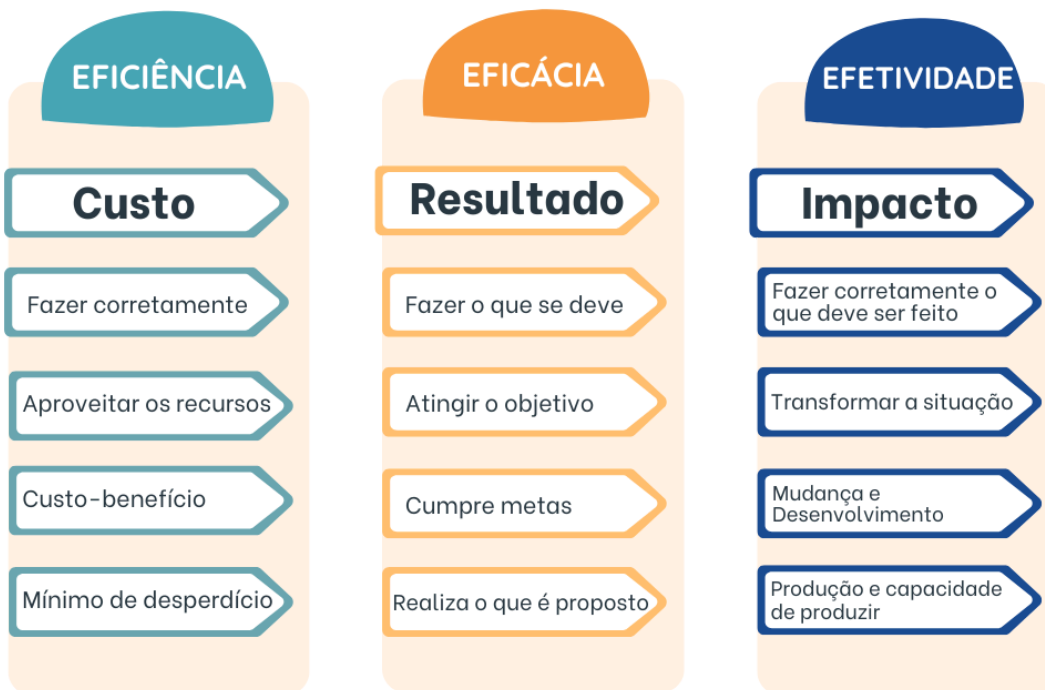 EFICIÊNCIA
Custo
Fazer corretamente
Aproveitar os recursos
Custo-benefício
Mínimo de desperdício
EFICÁCIA
Resultado
Fazer o que se deve
Atingir o objetivo
Cumpre metas
Realiza o que é proposto
EFETIVIDADE
Impacto
Fazer corretamente o
que deve ser feito
Transformar a situação
Mudança e
Desenvolvimento
Produção e capacidade
de produzir